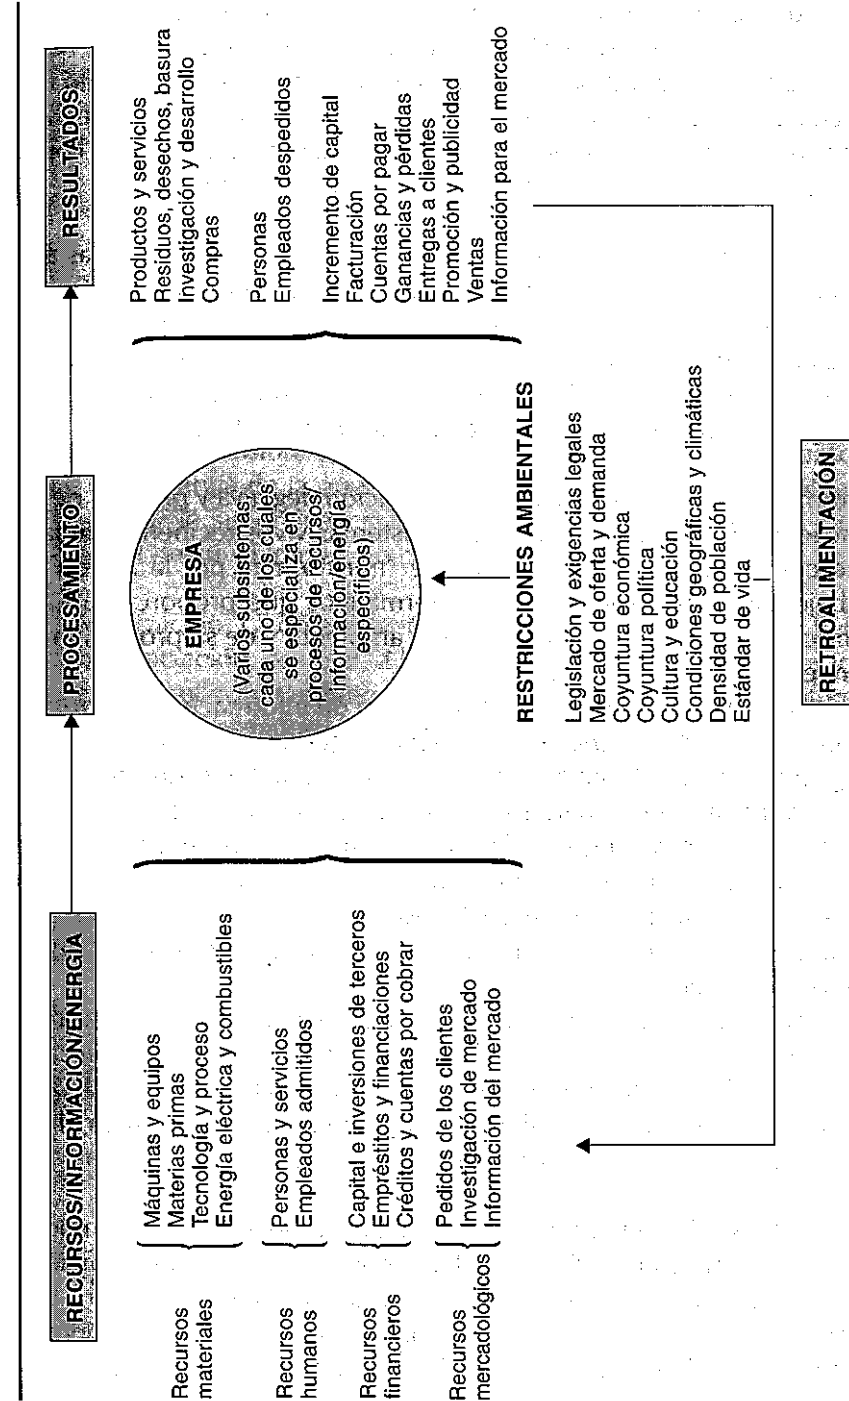 RECURSOS/INFORMACIÓN/ENERGÍA
PROCESAMIENTO
RESULTADOS
Recursos
materiales
Máquinas y equipos
Materias primas
Tecnología y proceso
Energía eléctrica y combustibles
Recursos
humanos
Personas y servicios
Empleados admitidos
Recursos
financieros
Capital e inversiones de terceros
Empréstitos y financiaciones
Créditos y cuentas por cobrar
Recursos
mercadológicos
Pedidos de los clientes
Investigación de mercado
Información del mercado
EMPRESA
(Varios subsistemas,
cada uno de los cuales
se especializa en
procesos de recursos/
información/energía
específicos)
RESTRICCIONES AMBIENTALES
Legislación y exigencias legales
Mercado de oferta y demanda
Coyuntura económica
Coyuntura política
Cultura y educación
Condiciones geográficas y climáticas
Densidad de población
Estándar de vida
Productos y servicios
Residuos, desechos, basura
Investigación y desarrollo
Compras
Personas
Empleados despedidos
Incremento de capital
Facturación
Cuentas por pagar
Ganancias y pérdidas
Entregas a clientes
Promoción y publicidad
Ventas
Información para el mercado
RETROALIMENTACIÓN